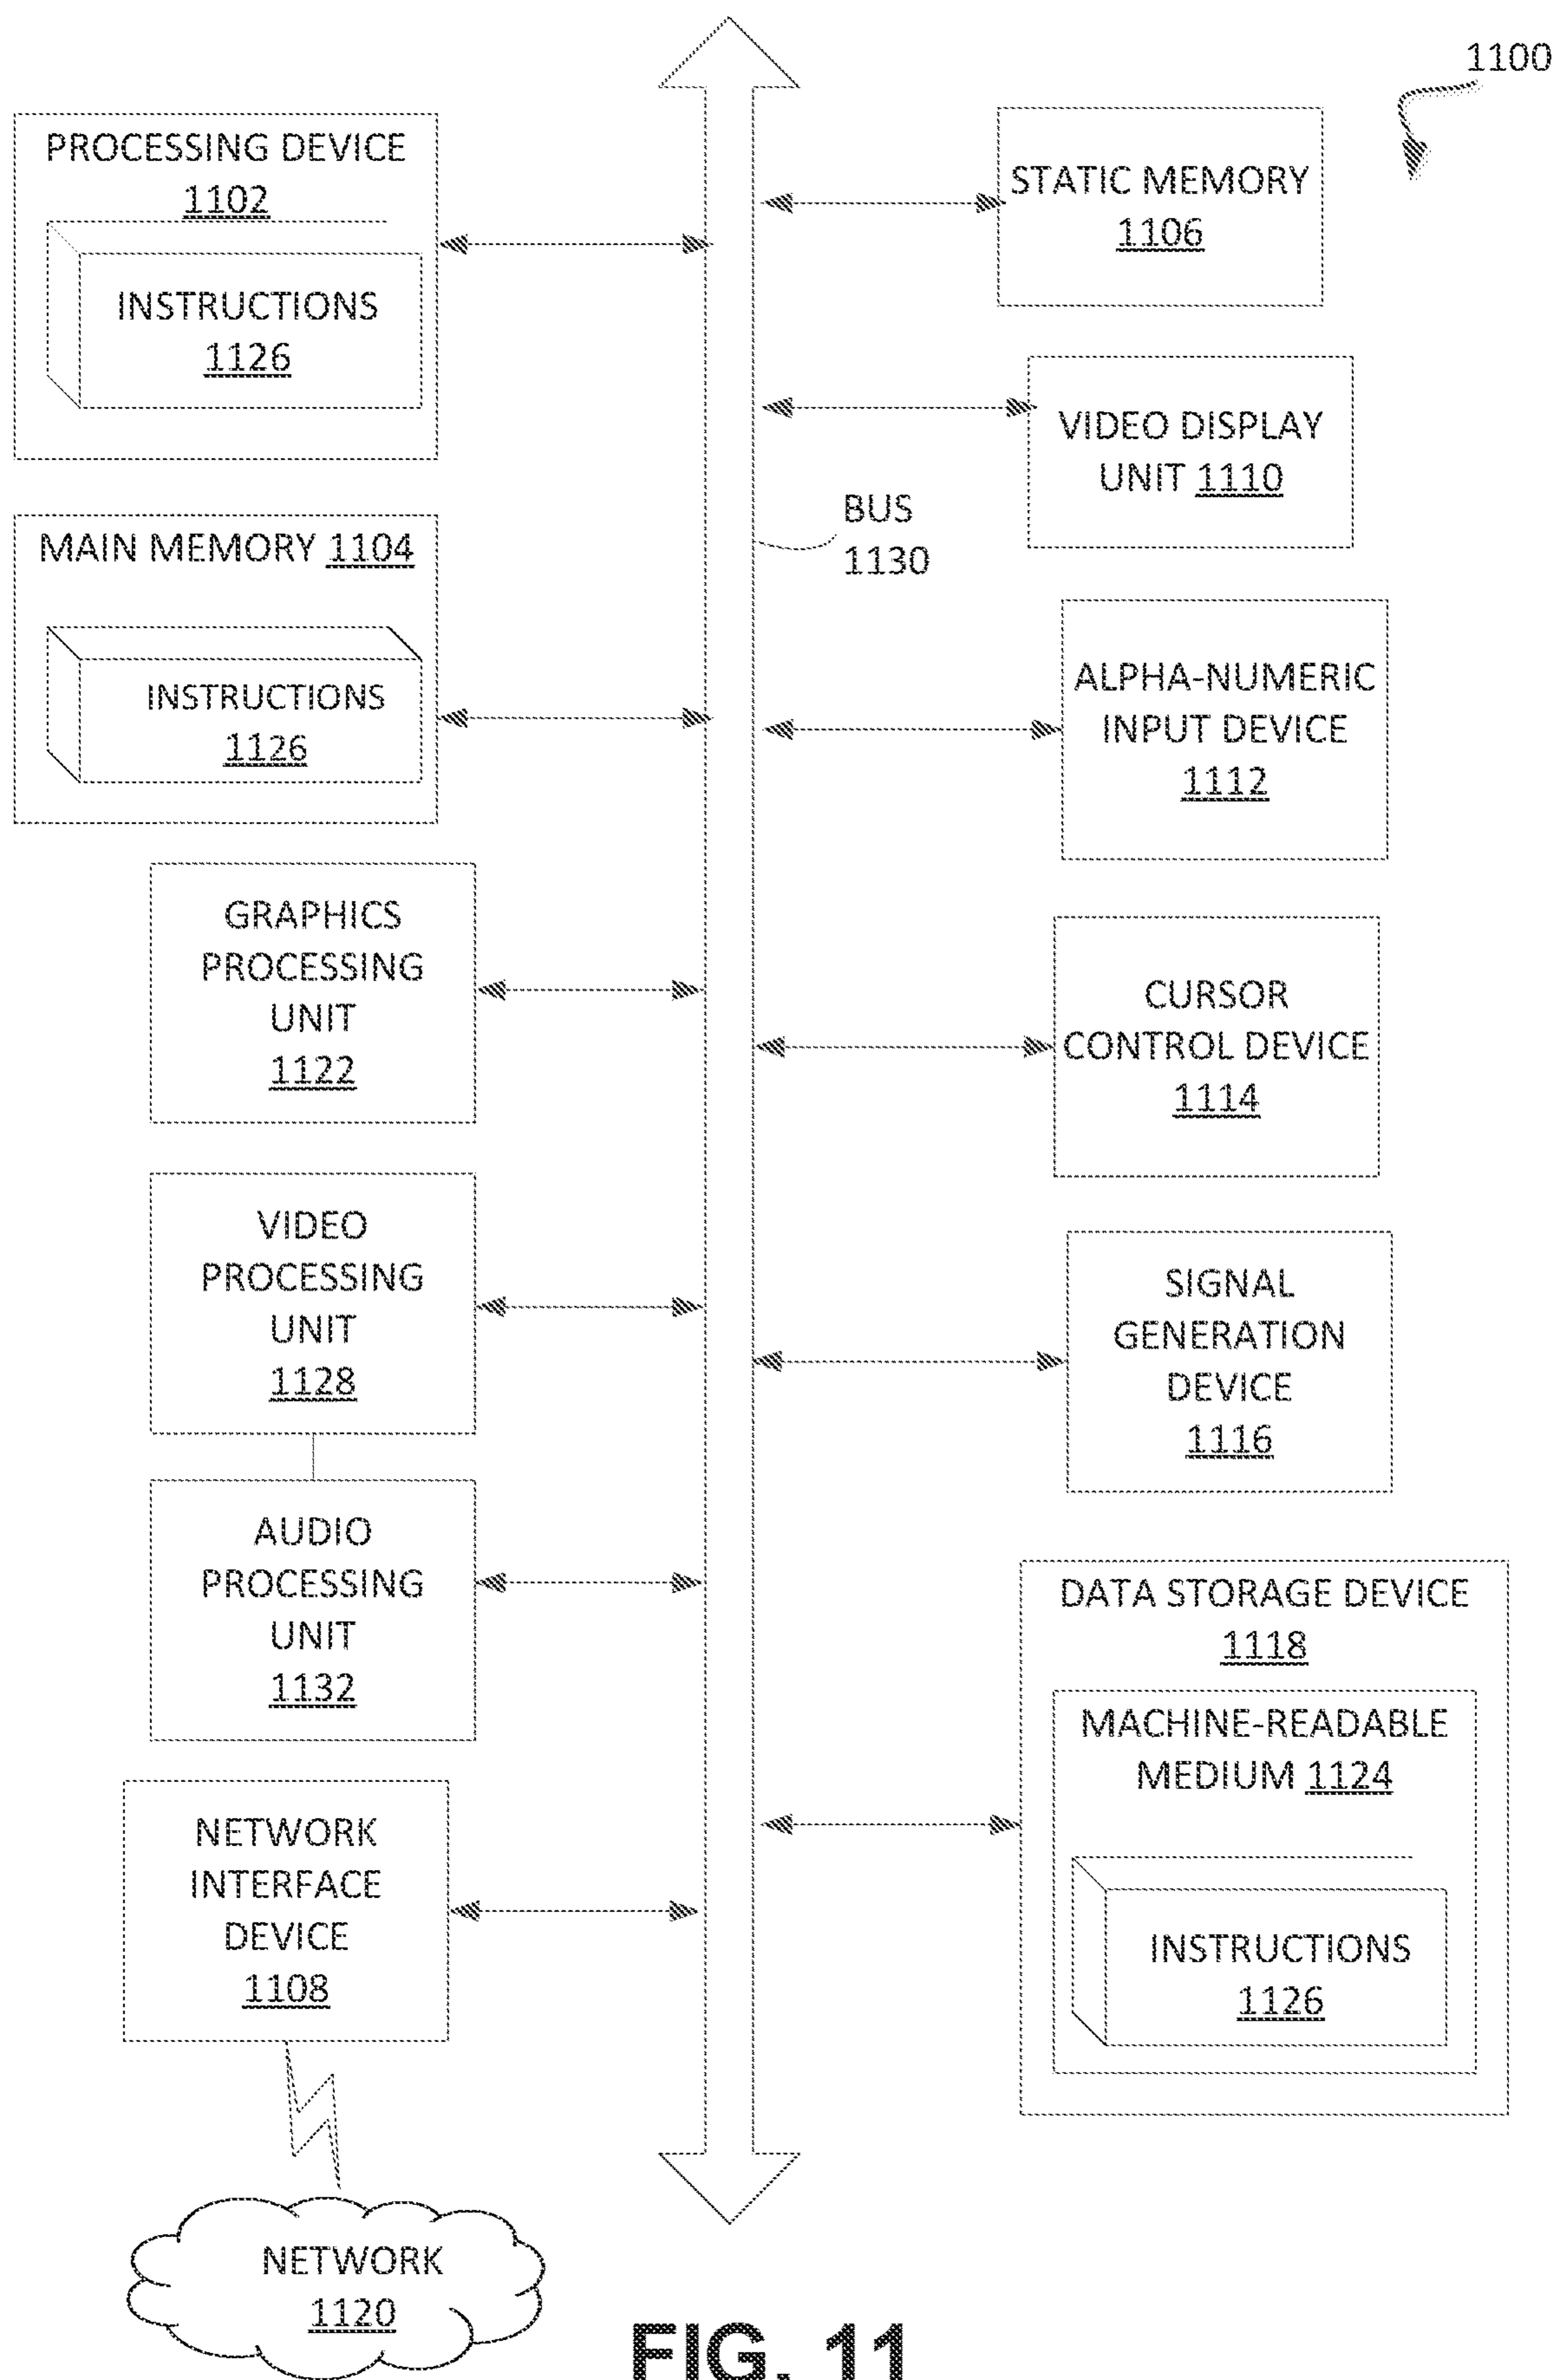 1100
PROCESSING DEVICE
1102
INSTRUCTIONS
1126
MAIN MEMORY 1104
INSTRUCTIONS
1126
GRAPHICS
PROCESSING
UNIT
1122
VIDEO
PROCESSING
UNIT
1128
AUDIO
PROCESSING
UNIT
1132
NETWORK
INTERFACE
DEVICE
1108
NETWORK
1120
BUS
1130
STATIC MEMORY
1106
VIDEO DISPLAY
UNIT 1110
ALPHA-NUMERIC
INPUT DEVICE
1112
CURSOR
CONTROL DEVICE
1114
SIGNAL
GENERATION
DEVICE
1116
DATA STORAGE DEVICE
1118
MACHINE-READABLE
MEDIUM 1124
INSTRUCTIONS
1126
FIG. 11